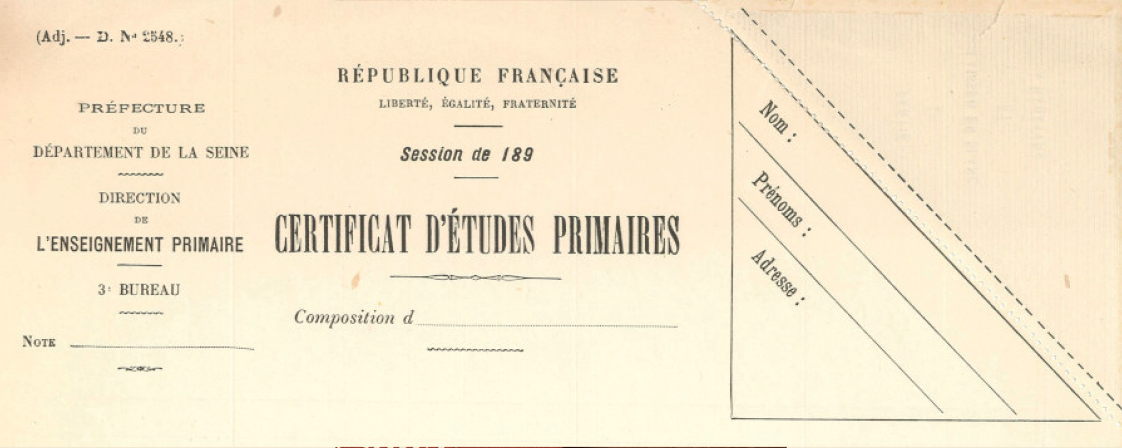 (Adj. — D. Nº 2548.)
PRÉFECTURE
DU
DÉPARTEMENT DE LA SEINE
DIRECTION
DE
L'ENSEIGNEMENT PRIMAIRE
3e BUREAU
NOTE
RÉPUBLIQUE FRANÇAISE
LIBERTÉ, ÉGALITÉ, FRATERNITÉ
Session de 189
CERTIFICAT D'ÉTUDES PRIMAIRES
Composition d
Nom :
Prénoms :
Adresse :